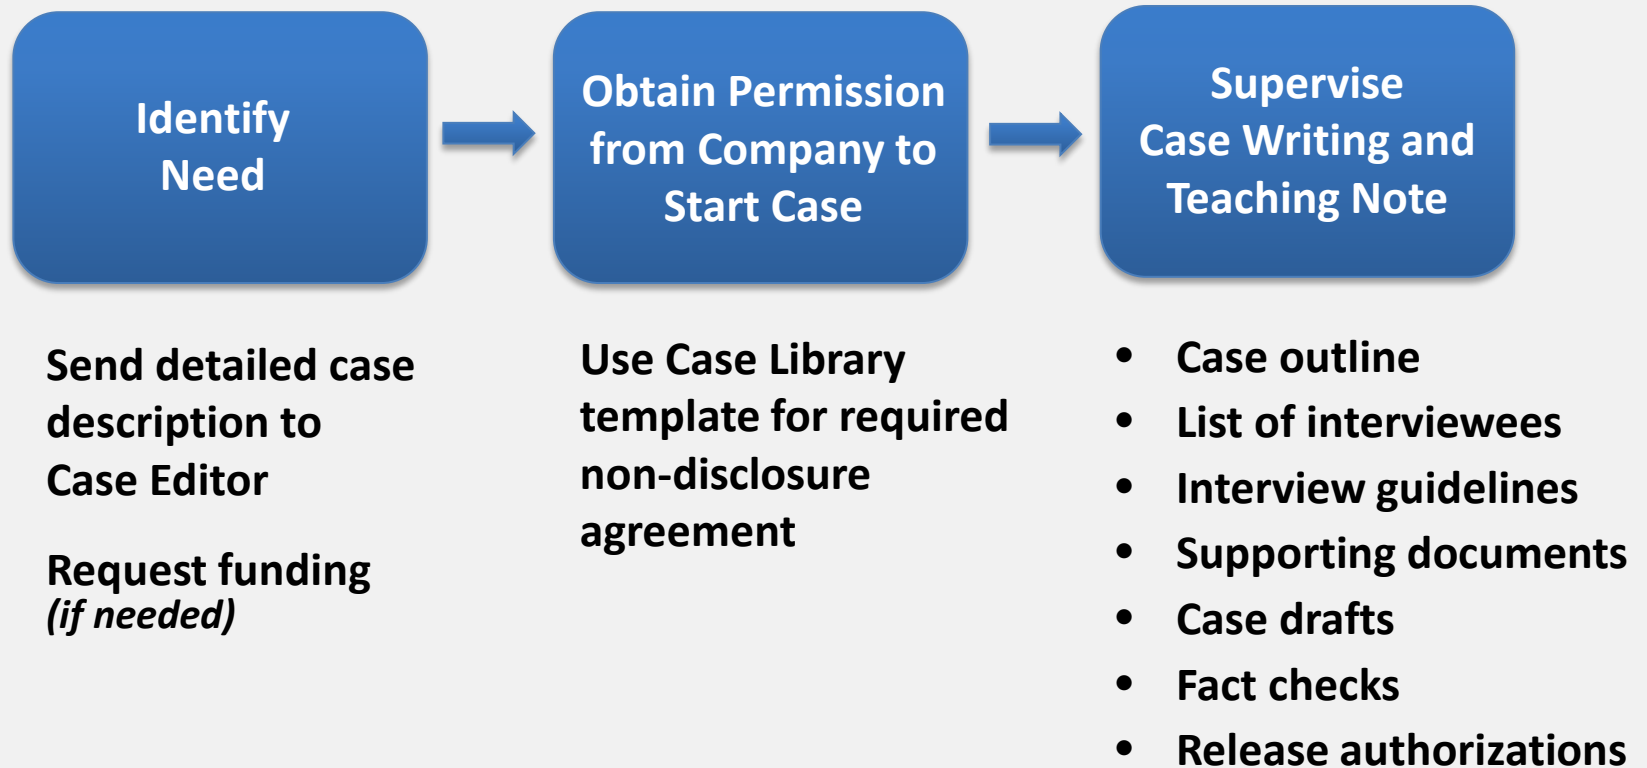 Identify
Need
Obtain Permission
from Company to
Start Case
Supervise
Case Writing and
Teaching Note
Send detailed case
description to
Case Editor
Request funding
(if needed)
Use Case Library
template for required
non-disclosure
agreement
• Case outline
• List of interviewees
• Interview guidelines
• Supporting documents
• Case drafts
• Fact checks
• Release authorizations